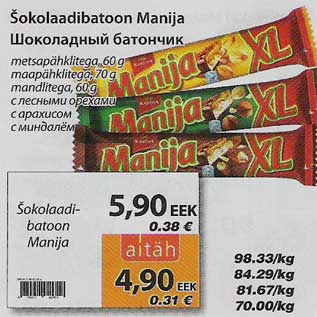 Šokolaadibatoon Manija
Шоколадный батончик
metsapähklitega, 60 g
maapähklitega, 70 g
mandlitega, 60 g
с лесными орехами
с арахисом
с миндалём
Manija XL
Manija XL
Manija XL
Šokolaadi-
batoon
Manija
5,90 EEK
0.38 €
aitäh
4,90 EEK
0.31 €
98.33/kg
84.29/kg
81.67/kg
70.00/kg